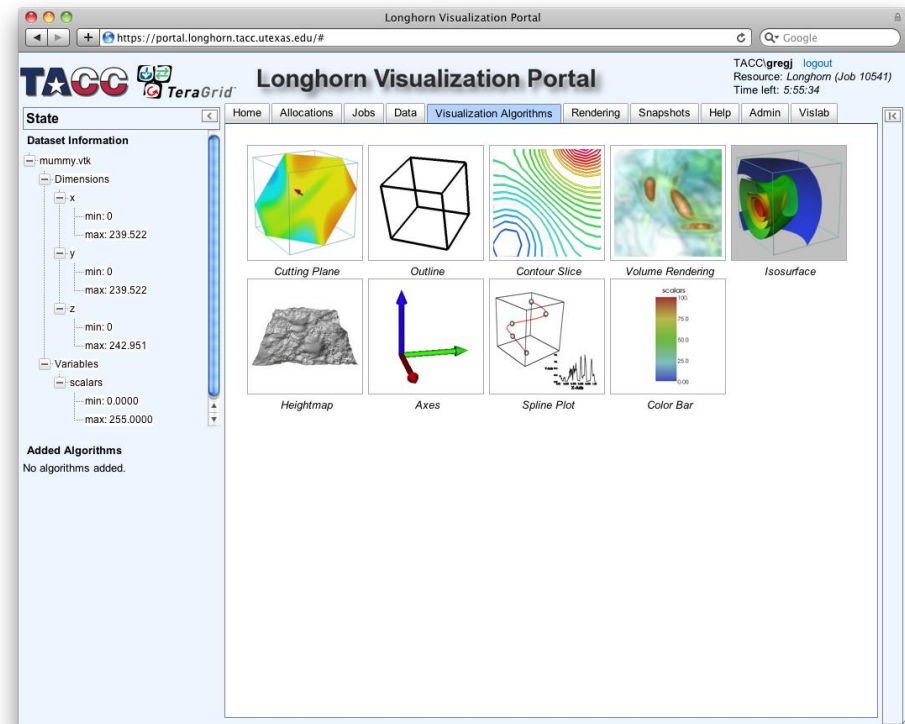 Longhorn Visualization Portal
https://portal.longhorn.tacc.utexas.edu/#
Google
TACC
TeraGrid
Longhorn Visualization Portal
TACC\gregj logout
Resource: Longhorn (Job 10541)
Time left: 5:55:34
State
Home Allocations Jobs Data Visualization Algorithms Rendering Snapshots Help Admin Vislab
Dataset Information
mummy.vtk
Dimensions
x
min: 0
max: 239.522
y
min: 0
max: 239.522
z
min: 0
max: 242.951
Variables
scalars
min: 0.0000
max: 255.0000
Added Algorithms
No algorithms added.
Cutting Plane Outline Contour Slice Volume Rendering Isosurface
scalars
100.
75.0
50.0
25.0
0.00
X-Axis
Heightmap Axes Spline Plot Color Bar